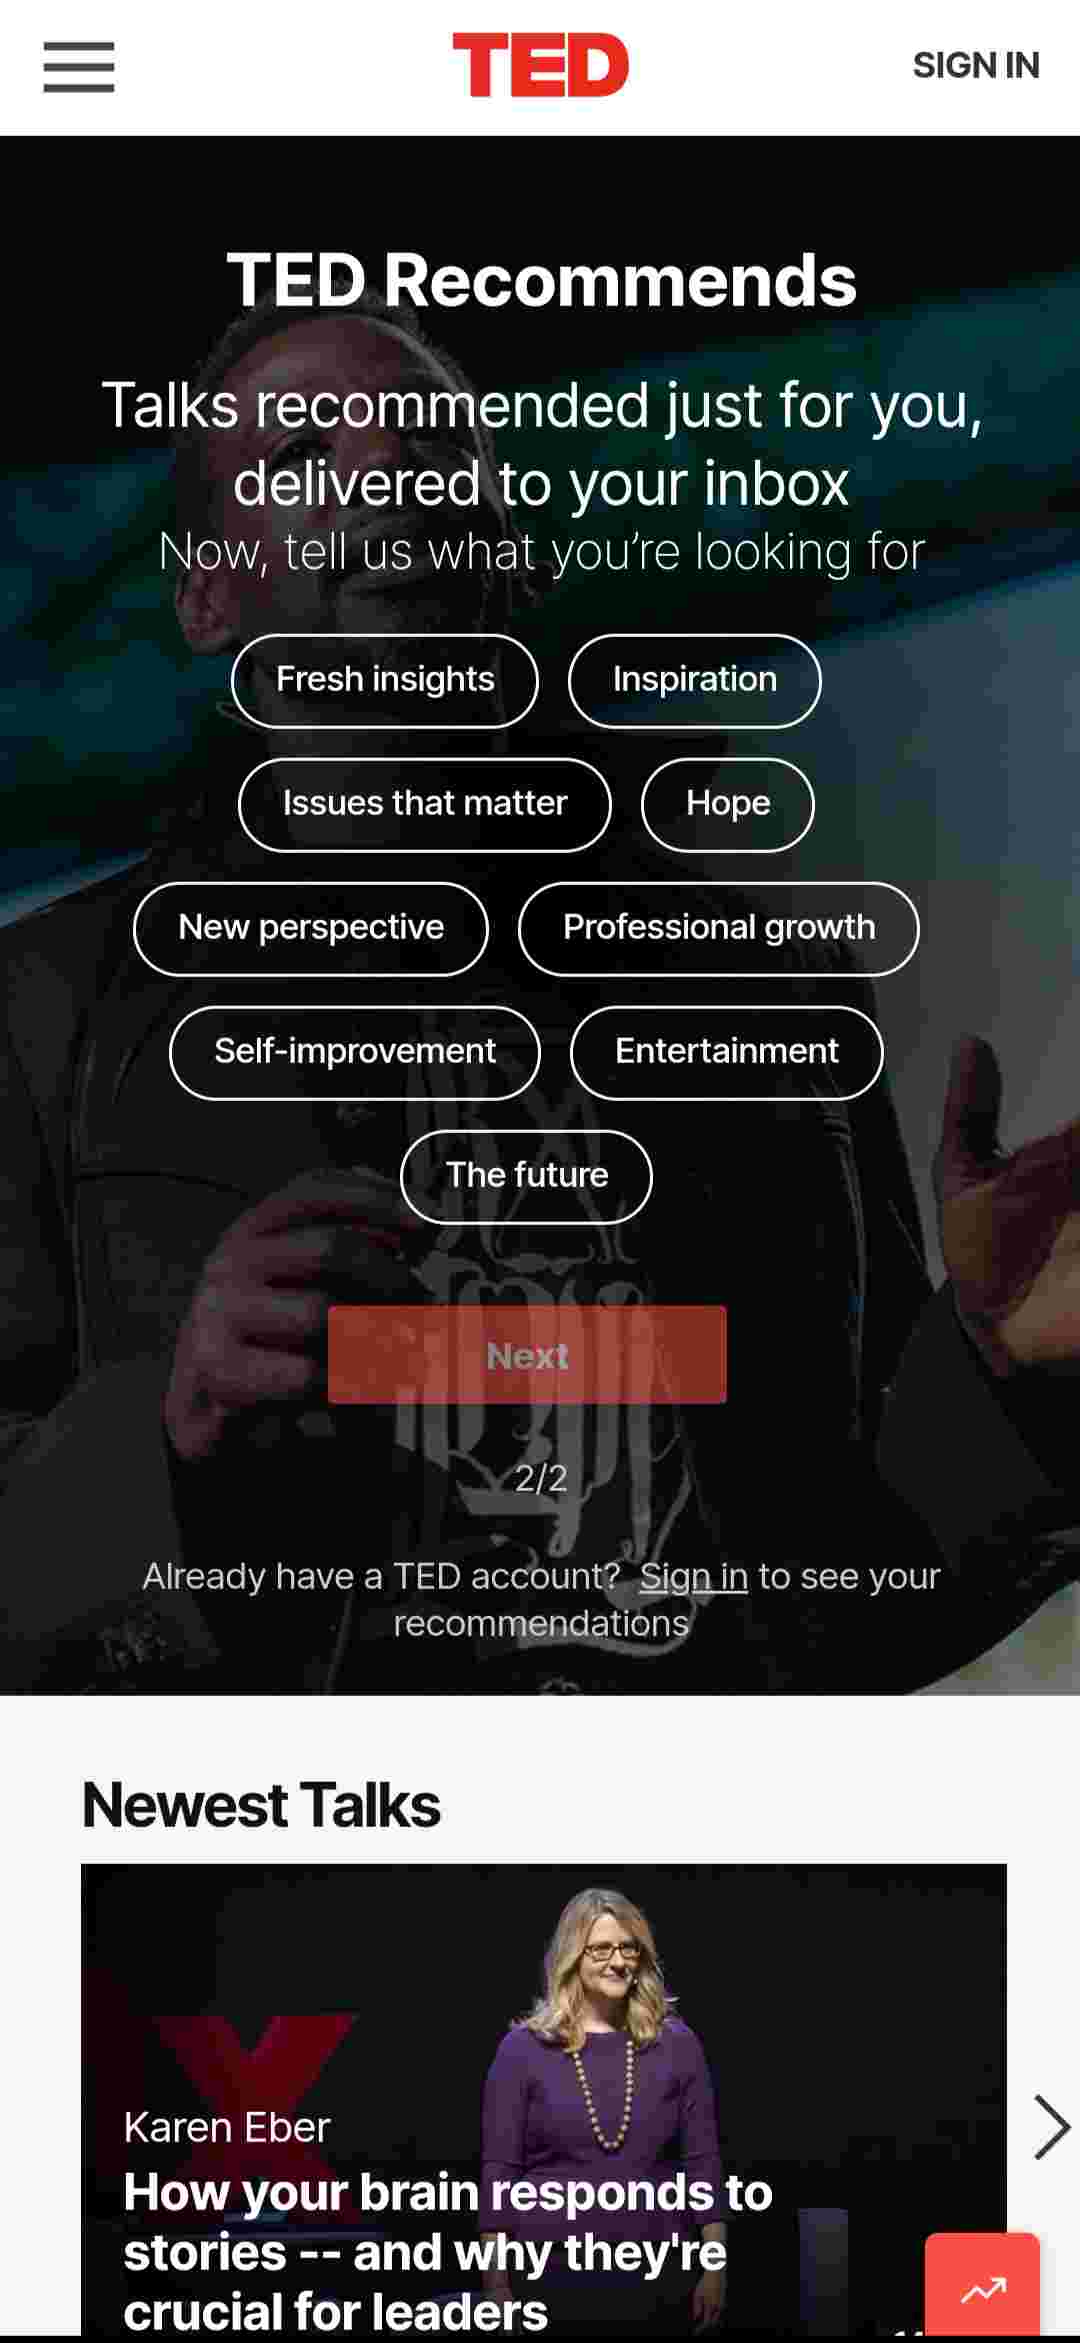 TED
SIGN IN
TED Recommends
Talks recommended just for you,
delivered to your inbox
Now, tell us what you're looking for
Fresh insights
Inspiration
Issues that matter
Hope
New perspective
Professional growth
Self-improvement
Entertainment
The future
Next
2/2
Already have a TED account? Sign in to see your
recommendations
Newest Talks
Karen Eber
How your brain responds to
stories -- and why they're
crucial for leaders